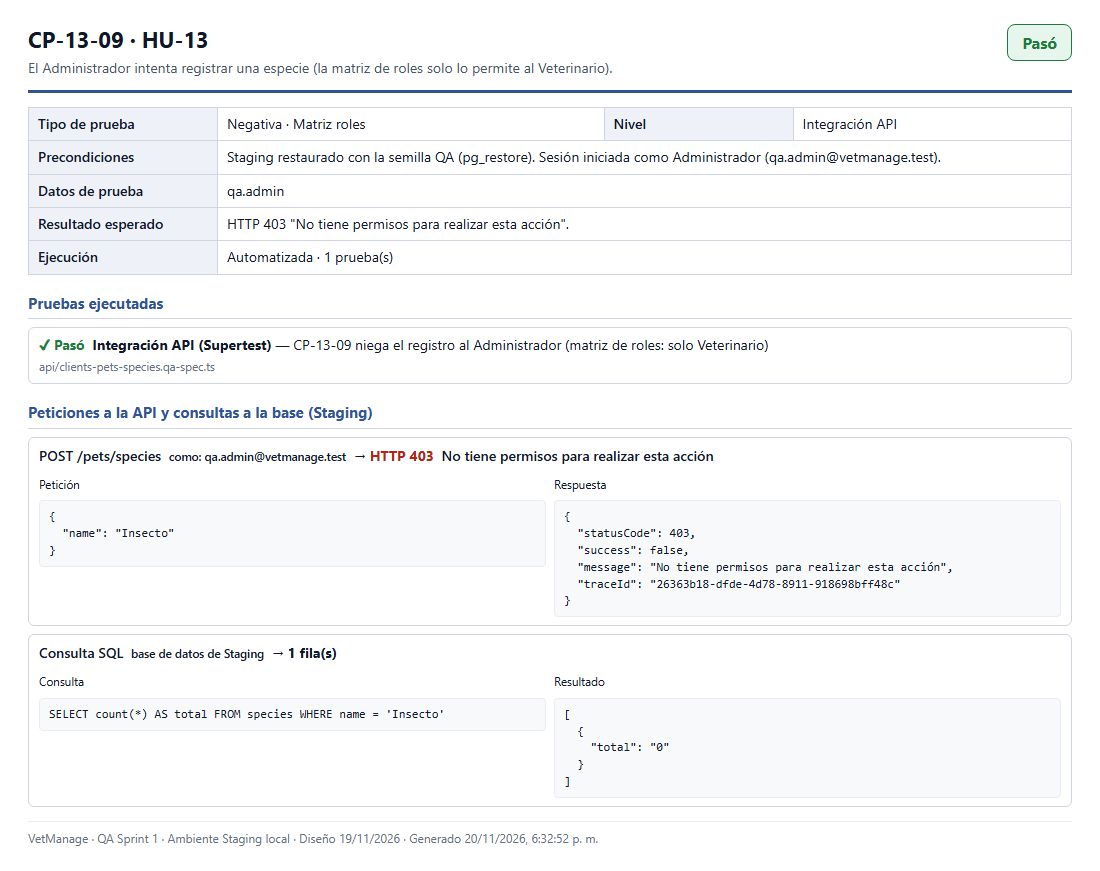 CP-13-09 · HU-13
Pasó
El Administrador intenta registrar una especie (la matriz de roles solo lo permite al Veterinario).
Tipo de prueba Negativa · Matriz roles Nivel Integración API
Precondiciones Staging restaurado con la semilla QA (pg_restore). Sesión iniciada como Administrador (qa.admin@vetmanage.test).
Datos de prueba qa.admin
Resultado esperado HTTP 403 "No tiene permisos para realizar esta acción".
Ejecución Automatizada · 1 prueba(s)
Pruebas ejecutadas
✔ Pasó Integración API (Supertest) — CP-13-09 niega el registro al Administrador (matriz de roles: solo Veterinario)
api/clients-pets-species.qa-spec.ts
Peticiones a la API y consultas a la base (Staging)
POST /pets/species como: qa.admin@vetmanage.test → HTTP 403 No tiene permisos para realizar esta acción
Petición
{
  "name": "Insecto"
}
Respuesta
{
  "statusCode": 403,
  "success": false,
  "message": "No tiene permisos para realizar esta acción",
  "traceId": "26363b18-dfde-4d78-8911-918698bff48c"
}
Consulta SQL base de datos de Staging → 1 fila(s)
Consulta
SELECT count(*) AS total FROM species WHERE name = 'Insecto'
Resultado
[
  {
    "total": "0"
  }
]
VetManage · QA Sprint 1 · Ambiente Staging local · Diseño 19/11/2026 · Generado 20/11/2026, 6:32:52 p. m.